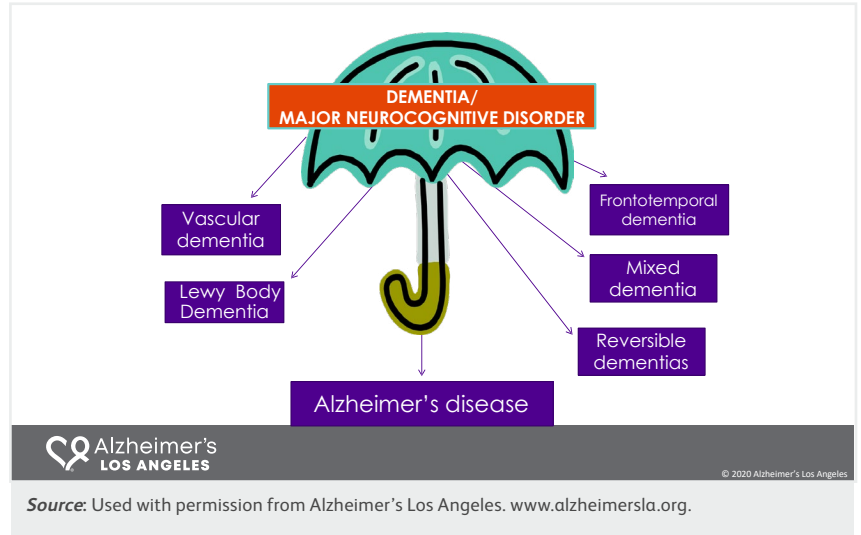 DEMENTIA/
MAJOR NEUROCOGNITIVE DISORDER
Vascular
dementia
Lewy Body
Dementia
Frontotemporal
dementia
Mixed
dementia
Reversible
dementias
Alzheimer's disease
Alzheimer's
LOS ANGELES
© 2020 Alzheimer's Los Angeles
Source: Used with permission from Alzheimer's Los Angeles. www.alzheimersla.org.